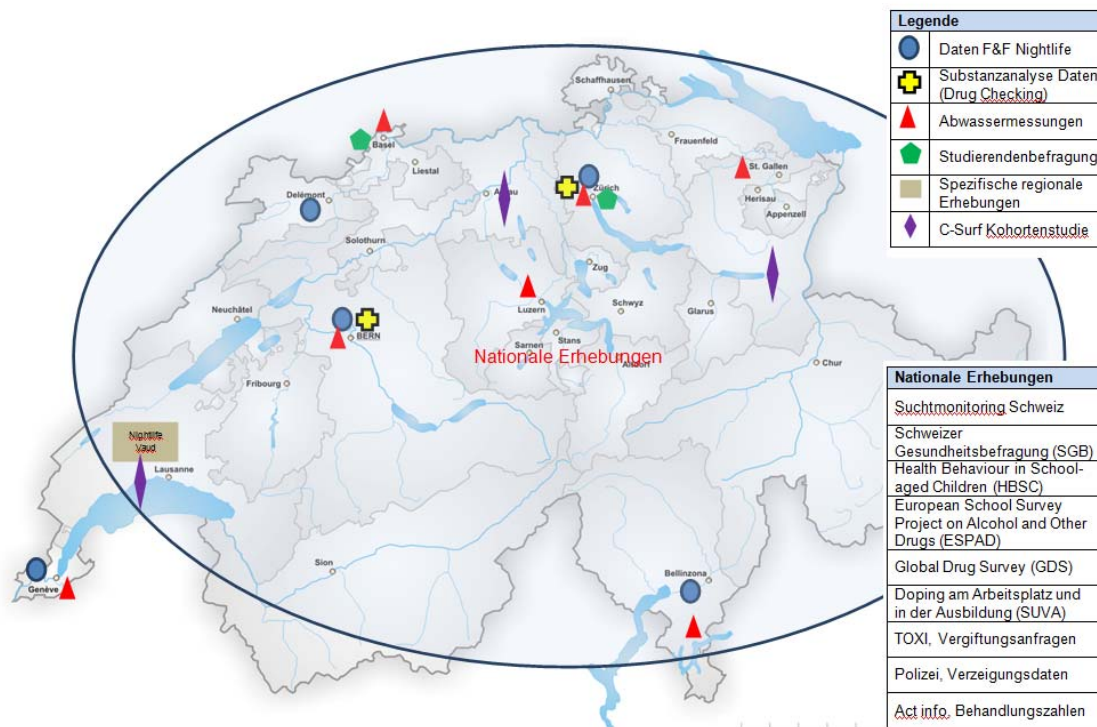 Legende
Daten F&F Nightlife
Substanzanalyse Daten
(Drug Checking)
Abwassermessungen
Studierendenbefragung
Spezifische regionale
Erhebungen
C-Surf Kohortenstudie
Schaffhausen
Basel
Liestal
Frauenfeld
St. Gallen
Herisau
Appenzell
Delémont
Zürich
Solothurn
Zug
Luzern
Schwyz
Glarus
Neuchâtel
BERN
Stans
Sarnen
Nationale Erhebungen
Altdorf
Chur
Fribourg
Nightlife
Vaud
Lausanne
Sion
Bellinzona
Genève
Nationale Erhebungen
Suchtmonitoring Schweiz
Schweizer
Gesundheitsbefragung (SGB)
Health Behaviour in School-
aged Children (HBSC)
European School Survey
Project on Alcohol and Other
Drugs (ESPAD)
Global Drug Survey (GDS)
Doping am Arbeitsplatz und
in der Ausbildung (SUVA)
TOXI, Vergiftungsanfragen
Polizei, Verzeigungsdaten
Act info, Behandlungszahlen